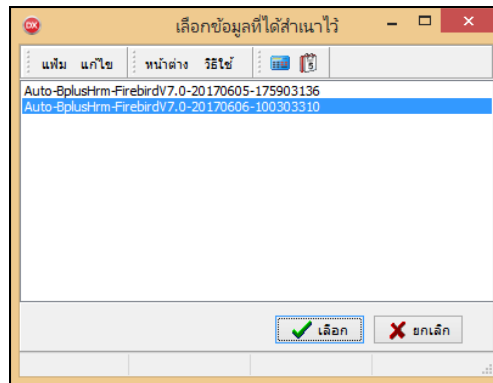 เลือกข้อมูลที่ได้สำเนาไว้
แฟ้ม แก้ไข หน้าต่าง วิธีใช้
Auto-BplusHrm-FirebirdV7.0-20170605-175903136
Auto-BplusHrm-FirebirdV7.0-20170606-100303310
เลือก ยกเลิก